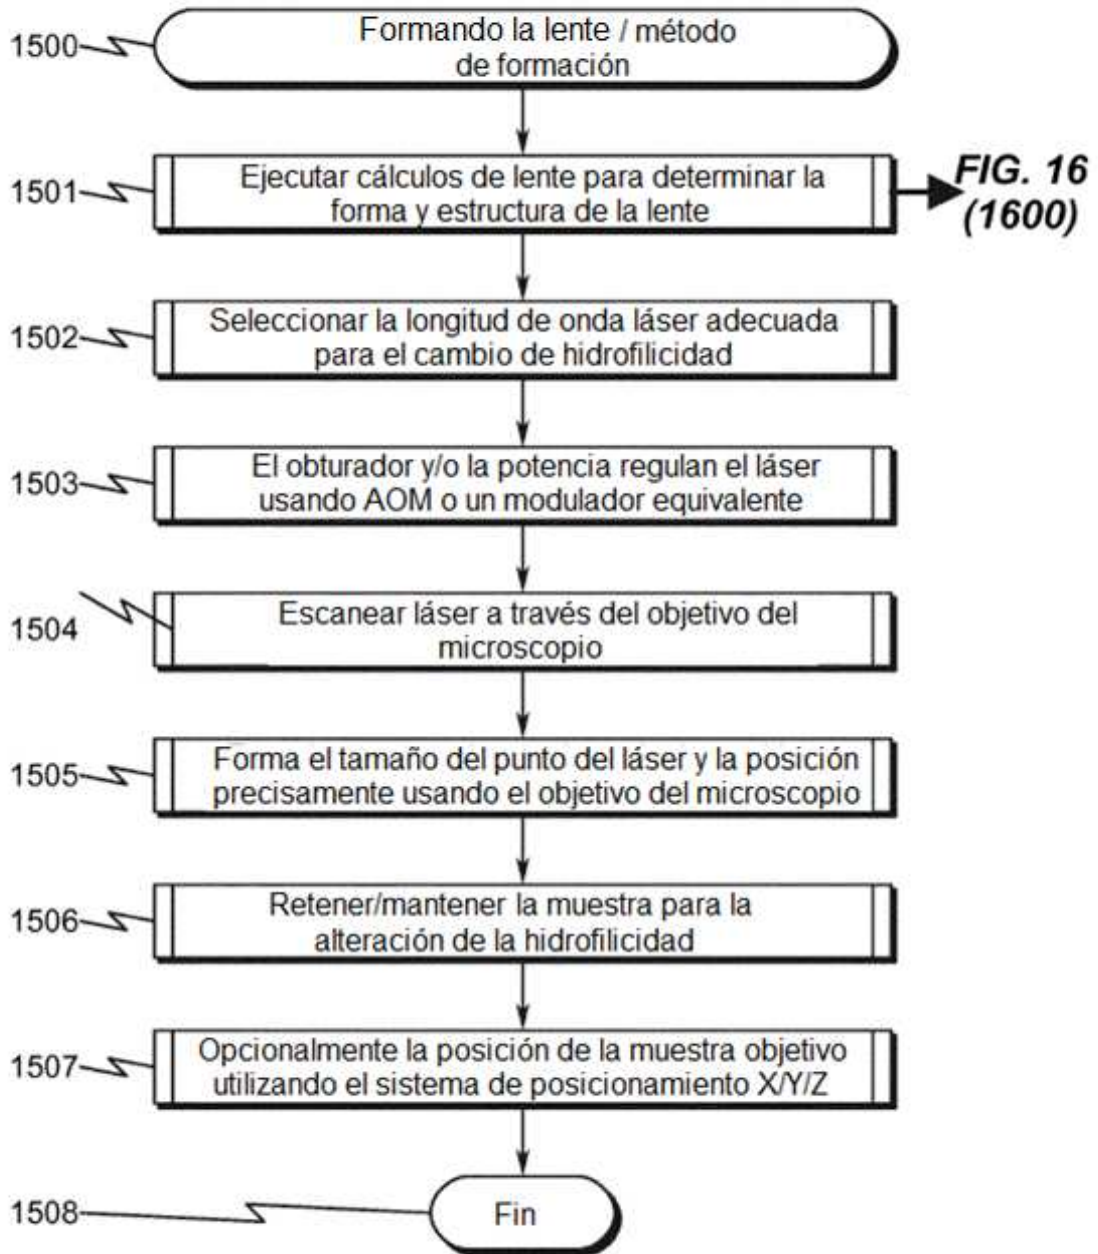 1500
Formando la lente / método
de formación
1501
Ejecutar cálculos de lente para determinar la
forma y estructura de la lente
FIG. 16
(1600)
1502
Seleccionar la longitud de onda láser adecuada
para el cambio de hidrofilicidad
1503
El obturador y/o la potencia regulan el láser
usando AOM o un modulador equivalente
1504
Escanear láser a través del objetivo del
microscopio
1505
Forma el tamaño del punto del láser y la posición
precisamente usando el objetivo del microscopio
1506
Retener/mantener la muestra para la
alteración de la hidrofilicidad
1507
Opcionalmente la posición de la muestra objetivo
utilizando el sistema de posicionamiento X/Y/Z
1508
Fin